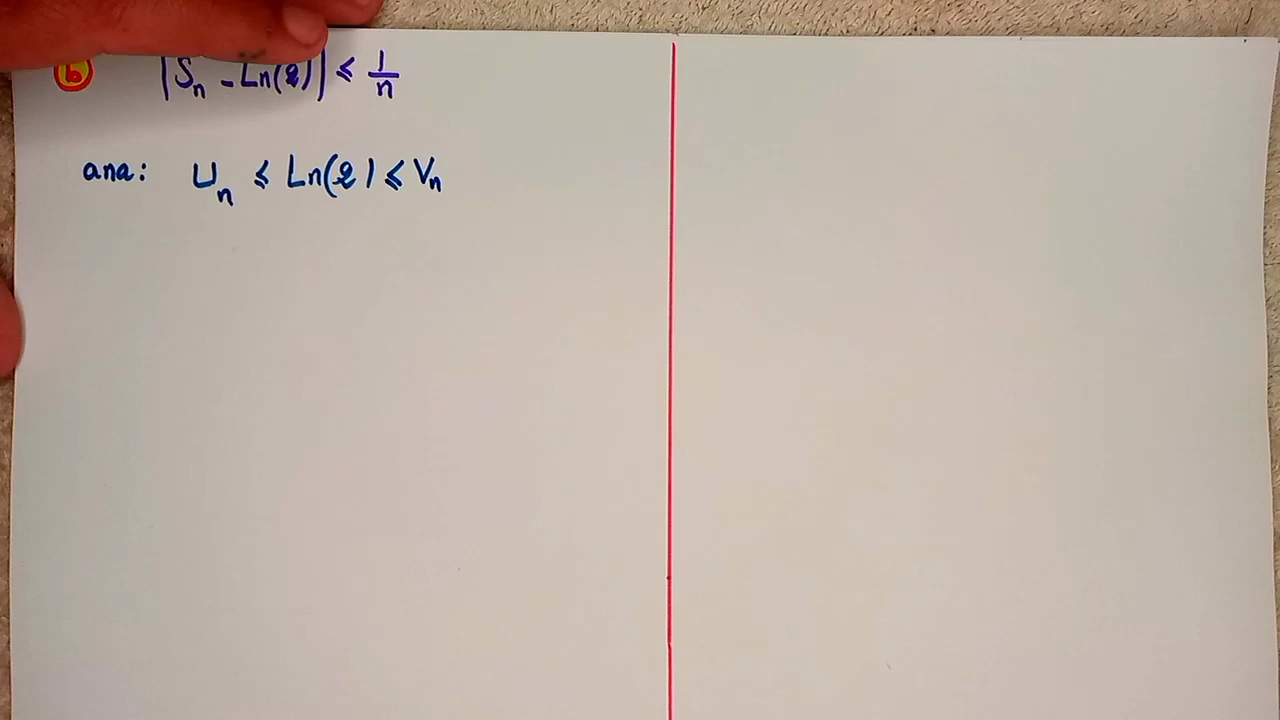 b |Sn - Ln(2)| ≤ 1/n
ana: Un ≤ Ln(2) ≤ Vn